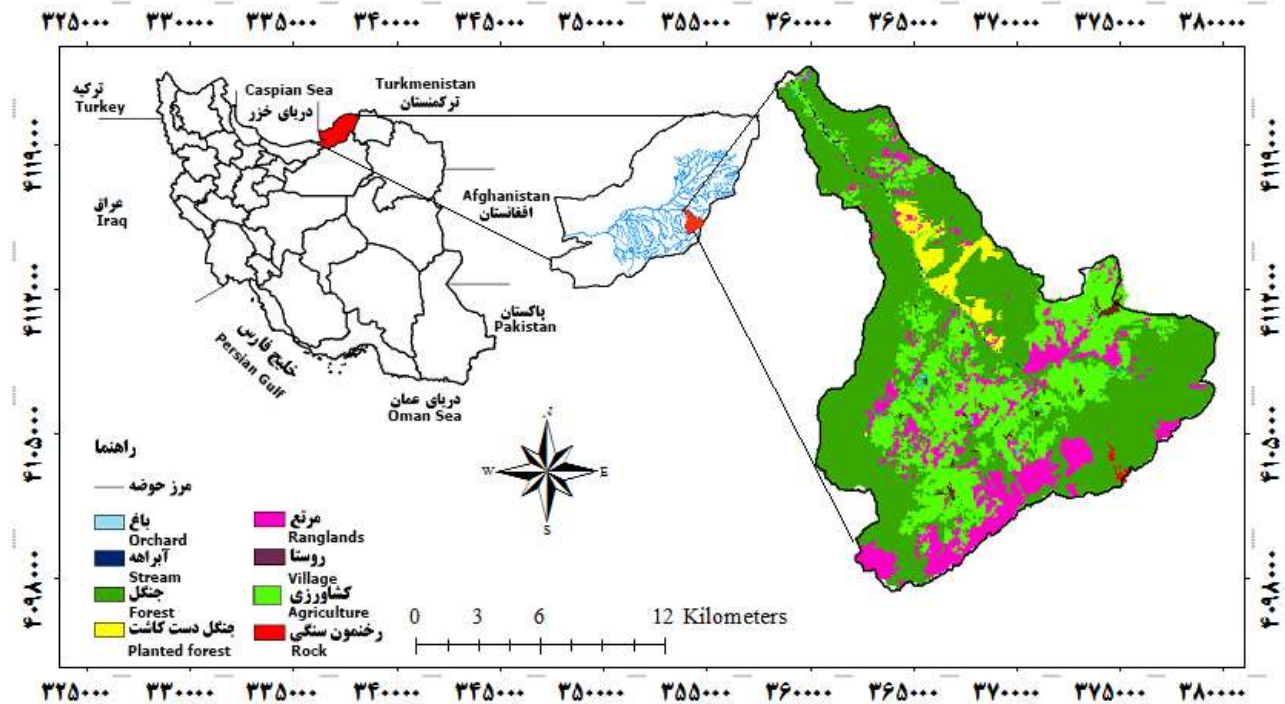 ۳۲۵۰۰۰ ۳۳۰۰۰۰ ۳۳۵۰۰۰ ۳۴۰۰۰۰ ۳۴۵۰۰۰ ۳۵۰۰۰۰ ۳۵۵۰۰۰ ۳۶۰۰۰۰ ۳۶۵۰۰۰ ۳۷۰۰۰۰ ۳۷۵۰۰۰ ۳۸۰۰۰۰
ترکیه
Turkey
Caspian Sea
دریای خزر
Turkmenistan
ترکمنستان
۴۱۱۹۰۰۰
۴۱۱۹۰۰۰
عراق
Iraq
Afghanistan
افغانستان
۴۱۱۲۰۰۰
۴۱۱۲۰۰۰
پاکستان
Pakistan
خلیج فارس
Persian Gulf
دریای عمان
Oman Sea
۴۱۰۵۰۰۰
۴۱۰۵۰۰۰
N
W
E
S
راهنما
مرز حوضه
باغ
Orchard
مرتع
Ranglands
آبراهه
Stream
روستا
Village
جنگل
Forest
کشاورزی
Agriculture
جنگل دست کاشت
Planted forest
رخنمون سنگی
Rock
۴۰۹۸۰۰۰
۴۰۹۸۰۰۰
0 3 6 12 Kilometers
۳۲۵۰۰۰ ۳۳۰۰۰۰ ۳۳۵۰۰۰ ۳۴۰۰۰۰ ۳۴۵۰۰۰ ۳۵۰۰۰۰ ۳۵۵۰۰۰ ۳۶۰۰۰۰ ۳۶۵۰۰۰ ۳۷۰۰۰۰ ۳۷۵۰۰۰ ۳۸۰۰۰۰